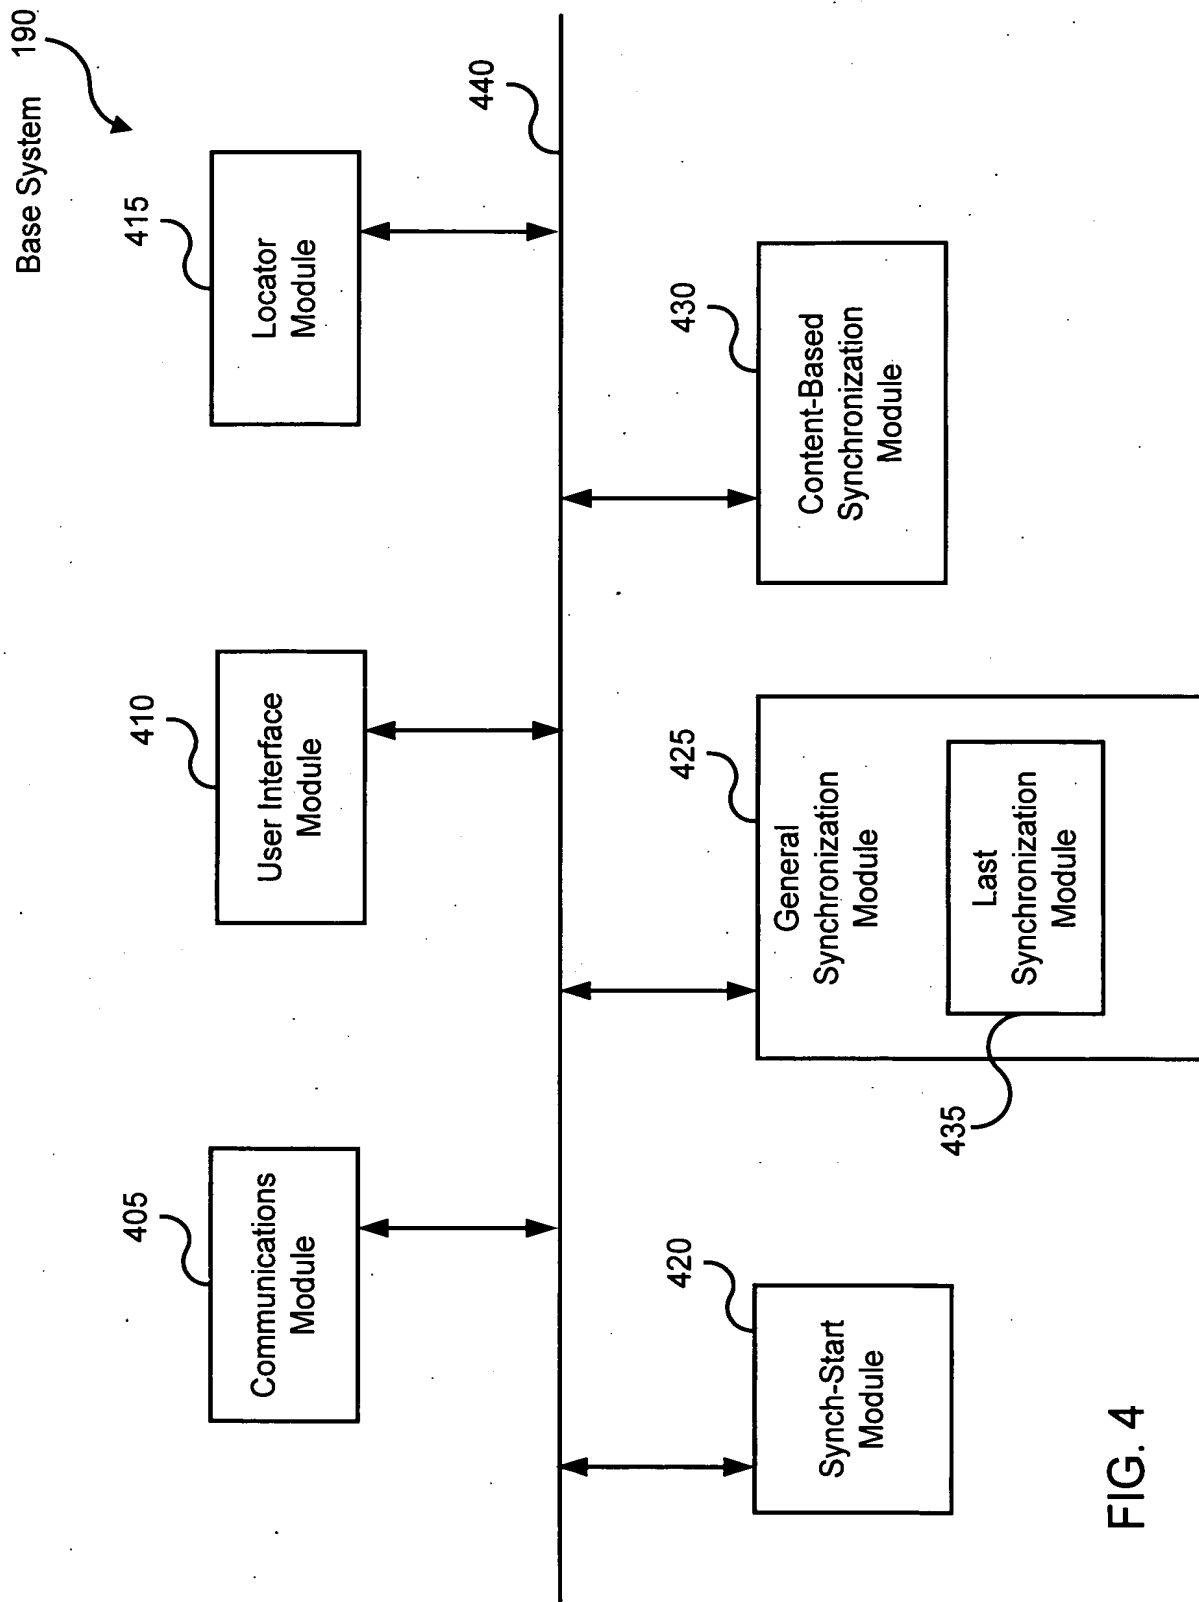 Base System 190
405
Communications
Module
410
User Interface
Module
415
Locator
Module
440
420
Synch-Start
Module
425
General
Synchronization
Module
Last
Synchronization
Module
435
430
Content-Based
Synchronization
Module
FIG. 4